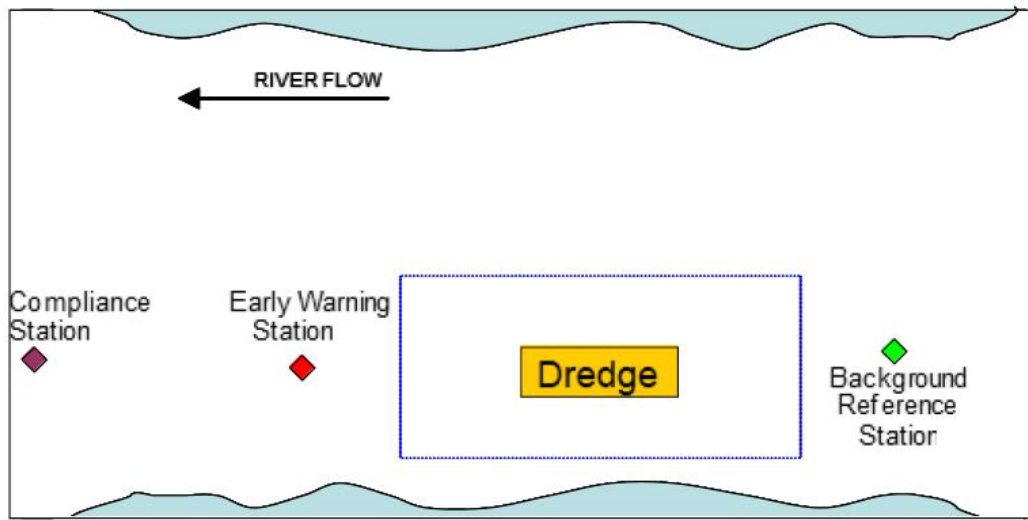 RIVER FLOW
Compliance
Station
Early Warning
Station
Dredge
Background
Reference
Station